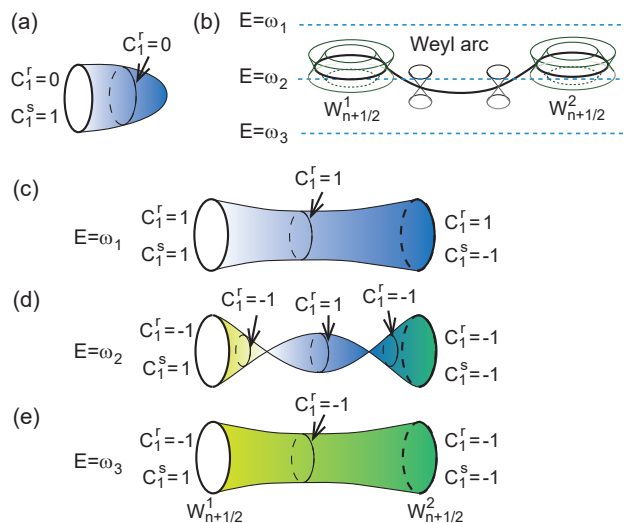 (a)
C₁ʳ=0
C₁ʳ=0
C₁ˢ=1
(b)
E=ω₁
Weyl arc
E=ω₂
W¹ₙ₊₁/₂
W²ₙ₊₁/₂
E=ω₃
(c)
C₁ʳ=1
C₁ʳ=1
C₁ʳ=1
E=ω₁
C₁ˢ=1
C₁ˢ=-1
(d)
C₁ʳ=-1
C₁ʳ=1
C₁ʳ=-1
C₁ʳ=-1
C₁ʳ=-1
E=ω₂
C₁ˢ=1
C₁ˢ=-1
(e)
C₁ʳ=-1
C₁ʳ=-1
C₁ʳ=-1
E=ω₃
C₁ˢ=-1
C₁ˢ=-1
W¹ₙ₊₁/₂
W²ₙ₊₁/₂